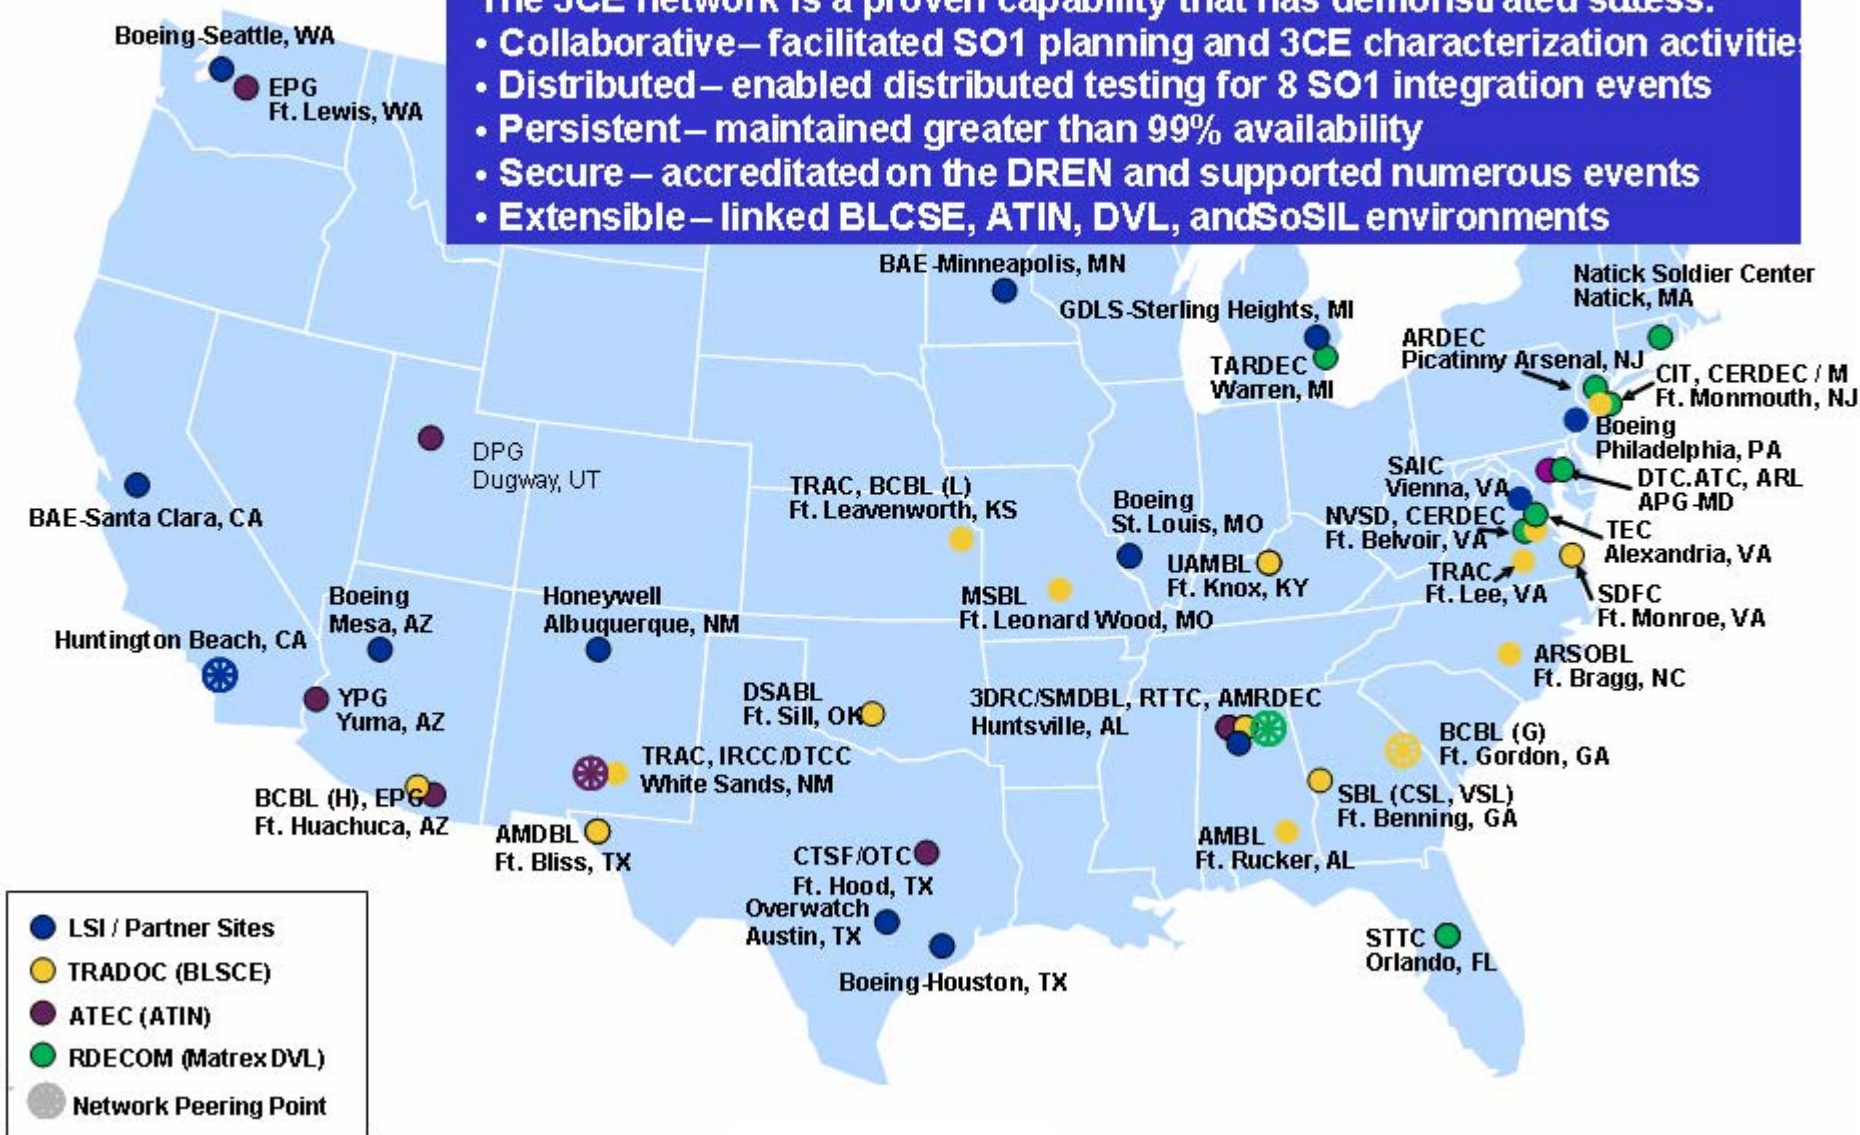 The 3CE network is a proven capability that has demonstrated
• Collaborative– facilitated SO1 planning and 3CE characterization activitie
• Distributed– enabled distributed testing for 8 SO1 integration events
• Persistent– maintained greater than 99% availability
• Secure – accreditated on the DREN and supported numerous events
• Extensible– linked BLCSE, ATIN, DVL, andSoSIL environments
Boeing-Seattle, WA
EPG
Ft. Lewis, WA
BAE-Minneapolis, MN
GDLS-Sterling Heights, MI
TARDEC
Warren, MI
Natick Soldier Center
Natick, MA
ARDEC
Picatinny Arsenal, NJ
CIT, CERDEC / M
Ft. Monmouth, NJ
Boeing
Philadelphia, PA
DTC.ATC, ARL
APG-MD
SAIC
Vienna, VA
NVSD, CERDEC
Ft. Belvoir, VA
TEC
Alexandria, VA
TRAC
Ft. Lee, VA
SDFC
Ft. Monroe, VA
ARSOBL
Ft. Bragg, NC
DPG
Dugway, UT
BAE-Santa Clara, CA
TRAC, BCBL (L)
Ft. Leavenworth, KS
Boeing
St. Louis, MO
UAMBL
Ft. Knox, KY
MSBL
Ft. Leonard Wood, MO
Huntington Beach, CA
Boeing
Mesa, AZ
Honeywell
Albuquerque, NM
YPG
Yuma, AZ
DSABL
Ft. Sill, OK
3DRC/SMDBL, RTTC, AMRDEC
Huntsville, AL
BCBL (G)
Ft. Gordon, GA
TRAC, IRCC/DTCC
White Sands, NM
BCBL (H), EPG
Ft. Huachuca, AZ
AMDBL
Ft. Bliss, TX
SBL (CSL, VSL)
Ft. Benning, GA
AMBL
Ft. Rucker, AL
CTSF/OTC
Ft. Hood, TX
Overwatch
Austin, TX
Boeing-Houston, TX
STTC
Orlando, FL
LSI / Partner Sites
TRADOC (BLSCE)
ATEC (ATIN)
RDECOM (Matrex DVL)
Network Peering Point